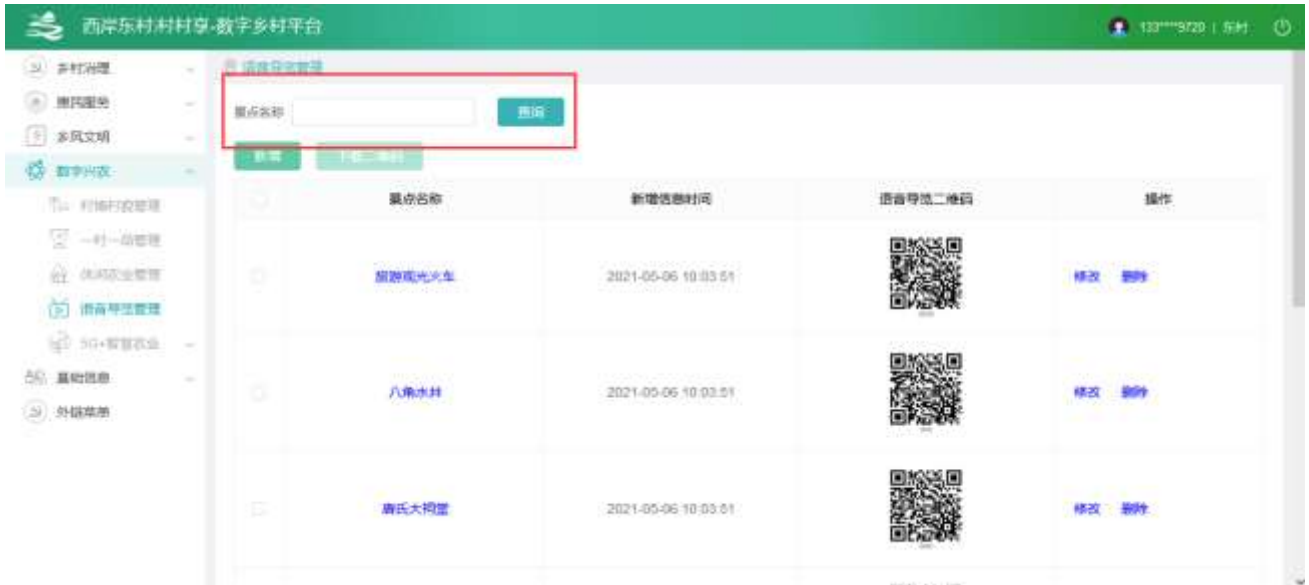 西岸东村村村享-数字乡村平台
133****9720 | 东村
乡村治理
惠民服务
乡风文明
数字兴农
一村一品管理
休闲农业管理
语音导览管理
5G+智慧农业
基础信息
外链菜单
语音导览管理
景点名称
查询
新增
下载二维码
景点名称
新增信息时间
语音导览二维码
操作
旅游观光火车
2021-05-06 10:03:51
修改 删除
八角水井
2021-05-06 10:03:51
修改 删除
唐氏大祠堂
2021-05-06 10:03:51
修改 删除